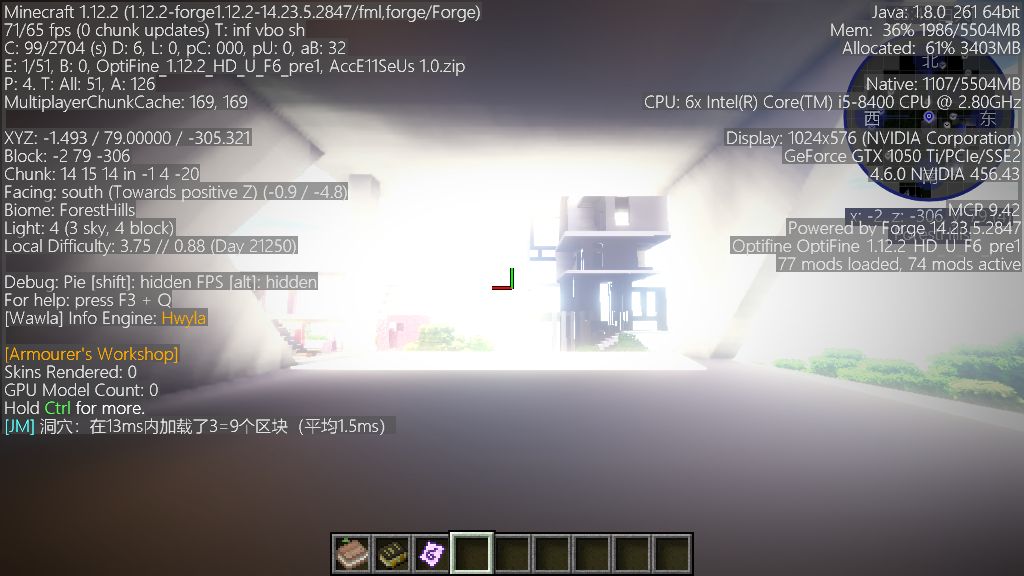 Minecraft 1.12.2 (1.12.2-forge1.12.2-14.23.5.2847/fml,forge/Forge)
71/65 fps (0 chunk updates) T: inf vbo sh
C: 99/2704 (s) D: 6, L: 0, pC: 000, pU: 0, aB: 32
E: 1/51, B: 0, OptiFine_1.12.2_HD_U_F6_pre1, AccE11SeUs 1.0.zip
P: 4. T: All: 51, A: 126
MultiplayerChunkCache: 169, 169
XYZ: -1.493 / 79.00000 / -305.321
Block: -2 79 -306
Chunk: 14 15 14 in -1 4 -20
Facing: south (Towards positive Z) (-0.9 / -4.8)
Biome: ForestHills
Light: 4 (3 sky, 4 block)
Local Difficulty: 3.75 // 0.88 (Day 21250)
Debug: Pie [shift]: hidden FPS [alt]: hidden
For help: press F3 + Q
[Wawla] Info Engine: Hwyla
[Armourer's Workshop]
Skins Rendered: 0
GPU Model Count: 0
Hold Ctrl for more.
[JM] 洞穴：在13ms内加载了3=9个区块（平均1.5ms）
Java: 1.8.0_261 64bit
Mem: 36% 1986/5504MB
Allocated: 61% 3403MB
北
Native: 1107/5504MB
CPU: 6x Intel(R) Core(TM) i5-8400 CPU @ 2.80GHz
西
东
Display: 1024x576 (NVIDIA Corporation)
GeForce GTX 1050 Ti/PCIe/SSE2
4.6.0 NVIDIA 456.43
x: -2, z: -306
MCP 9.42
Powered by Forge 14.23.5.2847
Optifine OptiFine_1.12.2_HD_U_F6_pre1
77 mods loaded, 74 mods active